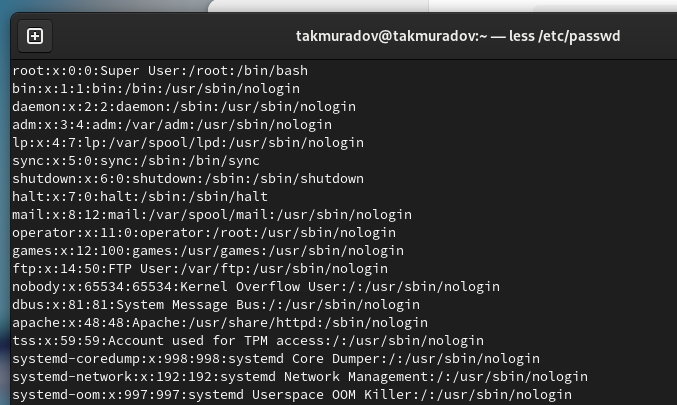 takmuradov@takmuradov:~ — less /etc/passwd
root:x:0:0:Super User:/root:/bin/bash
bin:x:1:1:bin:/bin:/usr/sbin/nologin
daemon:x:2:2:daemon:/sbin:/usr/sbin/nologin
adm:x:3:4:adm:/var/adm:/usr/sbin/nologin
lp:x:4:7:lp:/var/spool/lpd:/usr/sbin/nologin
sync:x:5:0:sync:/sbin:/bin/sync
shutdown:x:6:0:shutdown:/sbin:/sbin/shutdown
halt:x:7:0:halt:/sbin:/sbin/halt
mail:x:8:12:mail:/var/spool/mail:/usr/sbin/nologin
operator:x:11:0:operator:/root:/usr/sbin/nologin
games:x:12:100:games:/usr/games:/usr/sbin/nologin
ftp:x:14:50:FTP User:/var/ftp:/usr/sbin/nologin
nobody:x:65534:65534:Kernel Overflow User:/:/usr/sbin/nologin
dbus:x:81:81:System Message Bus:/:/usr/sbin/nologin
apache:x:48:48:Apache:/usr/share/httpd:/sbin/nologin
tss:x:59:59:Account used for TPM access:/:/usr/sbin/nologin
systemd-coredump:x:998:998:systemd Core Dumper:/:/usr/sbin/nologin
systemd-network:x:192:192:systemd Network Management:/:/usr/sbin/nologin
systemd-oom:x:997:997:systemd Userspace OOM Killer:/:/usr/sbin/nologin